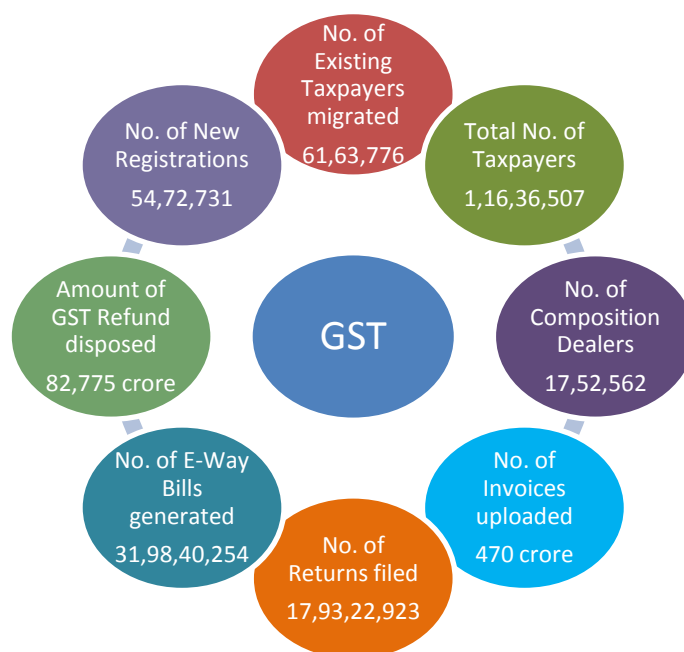 No. of
Existing
Taxpayers
migrated
61,63,776
Total No. of
Taxpayers
1,16,36,507
No. of
Composition
Dealers
17,52,562
No. of
Invoices
uploaded
470 crore
No. of
Returns filed
17,93,22,923
No. of E-Way
Bills
generated
31,98,40,254
Amount of
GST Refund
disposed
82,775 crore
No. of New
Registrations
54,72,731
GST